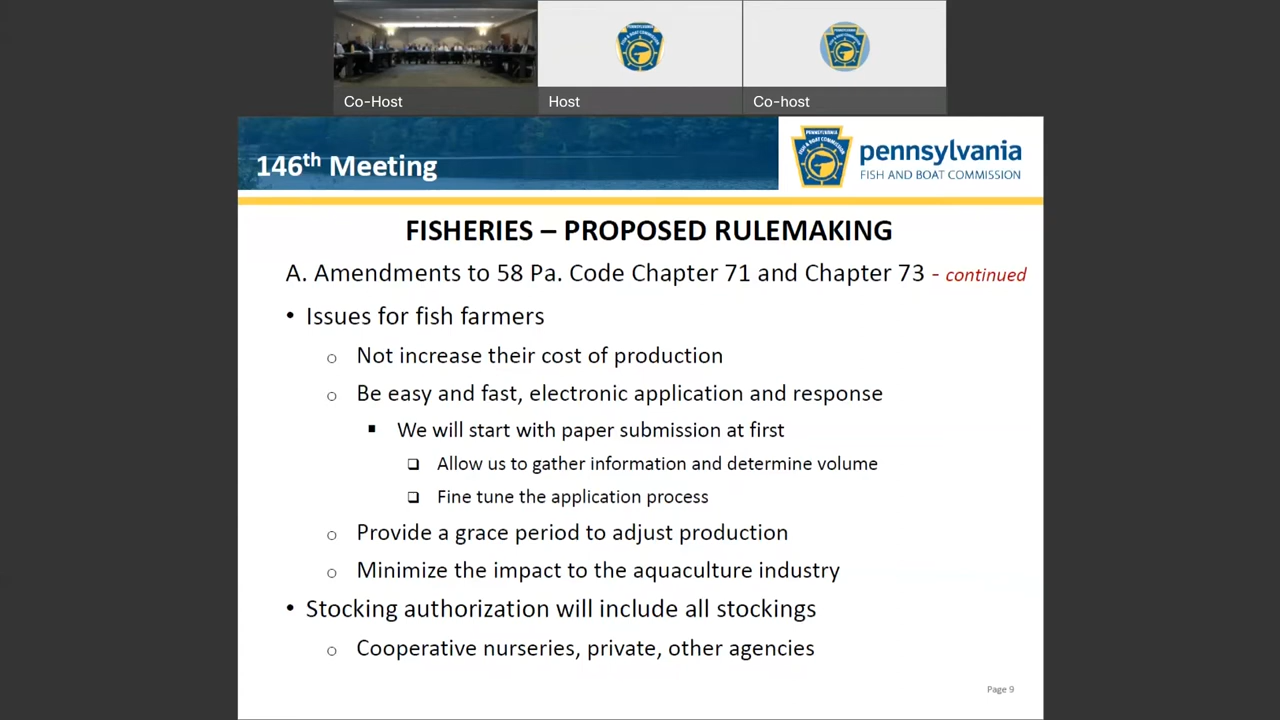 Co-Host
Host
Co-host
146th Meeting
pennsylvania
FISH AND BOAT COMMISSION
FISHERIES – PROPOSED RULEMAKING
A. Amendments to 58 Pa. Code Chapter 71 and Chapter 73 - continued
• Issues for fish farmers
o Not increase their cost of production
o Be easy and fast, electronic application and response
▪ We will start with paper submission at first
❑ Allow us to gather information and determine volume
❑ Fine tune the application process
o Provide a grace period to adjust production
o Minimize the impact to the aquaculture industry
• Stocking authorization will include all stockings
o Cooperative nurseries, private, other agencies
Page 9